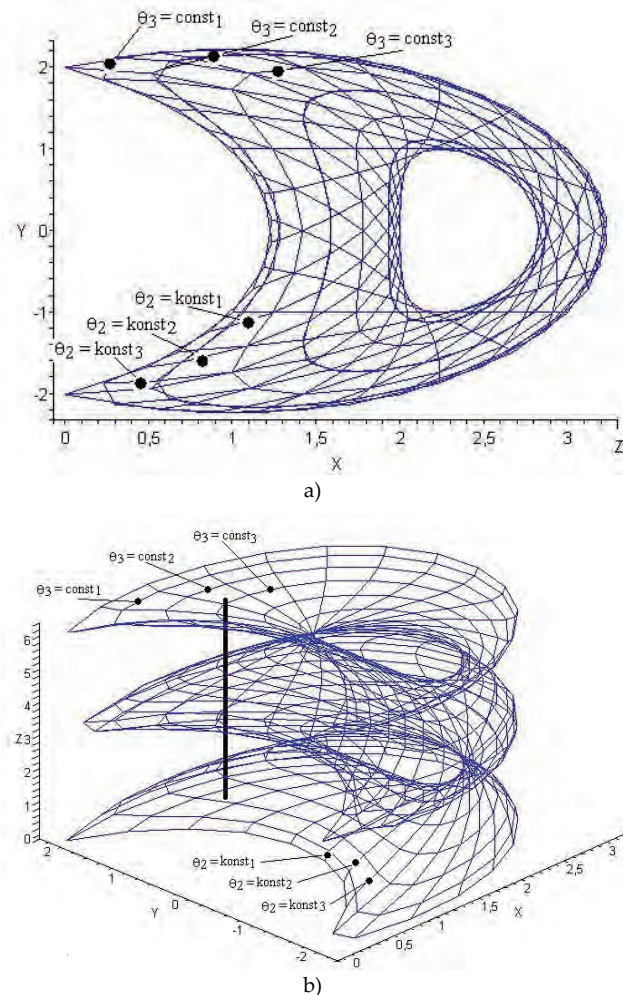 θ3 = const1
θ3 = const2
θ3 = const3
2
1
Y 0
-1
-2
θ2 = konst1
θ2 = konst2
θ2 = konst3
0 0,5 1 1,5 2 2,5 3 Z
X
a)
θ3 = const3
θ3 = const2
θ3 = const1
6
5
4
Z3
2
1
0
θ2 = konst1
θ2 = konst2
θ2 = konst3
2 1 0 -1 -2
Y
0 0,5 1 1,5 2 2,5 3
X
b)